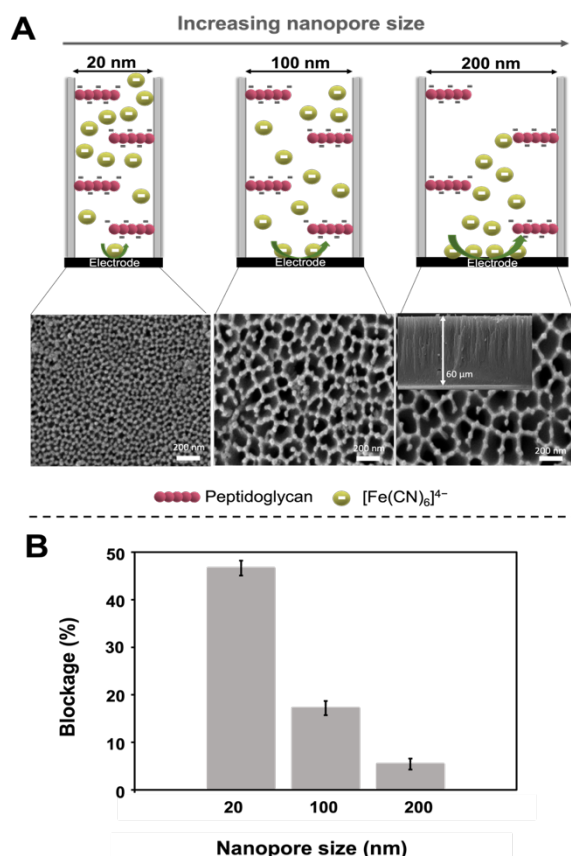 A
Increasing nanopore size
20 nm
100 nm
200 nm
Electrode
Electrode
Electrode
60 µm
200 nm
200 nm
200 nm
Peptidoglycan
[Fe(CN)₆]⁴⁻
B
Blockage (%)
50
40
30
20
10
0
20 100 200
Nanopore size (nm)